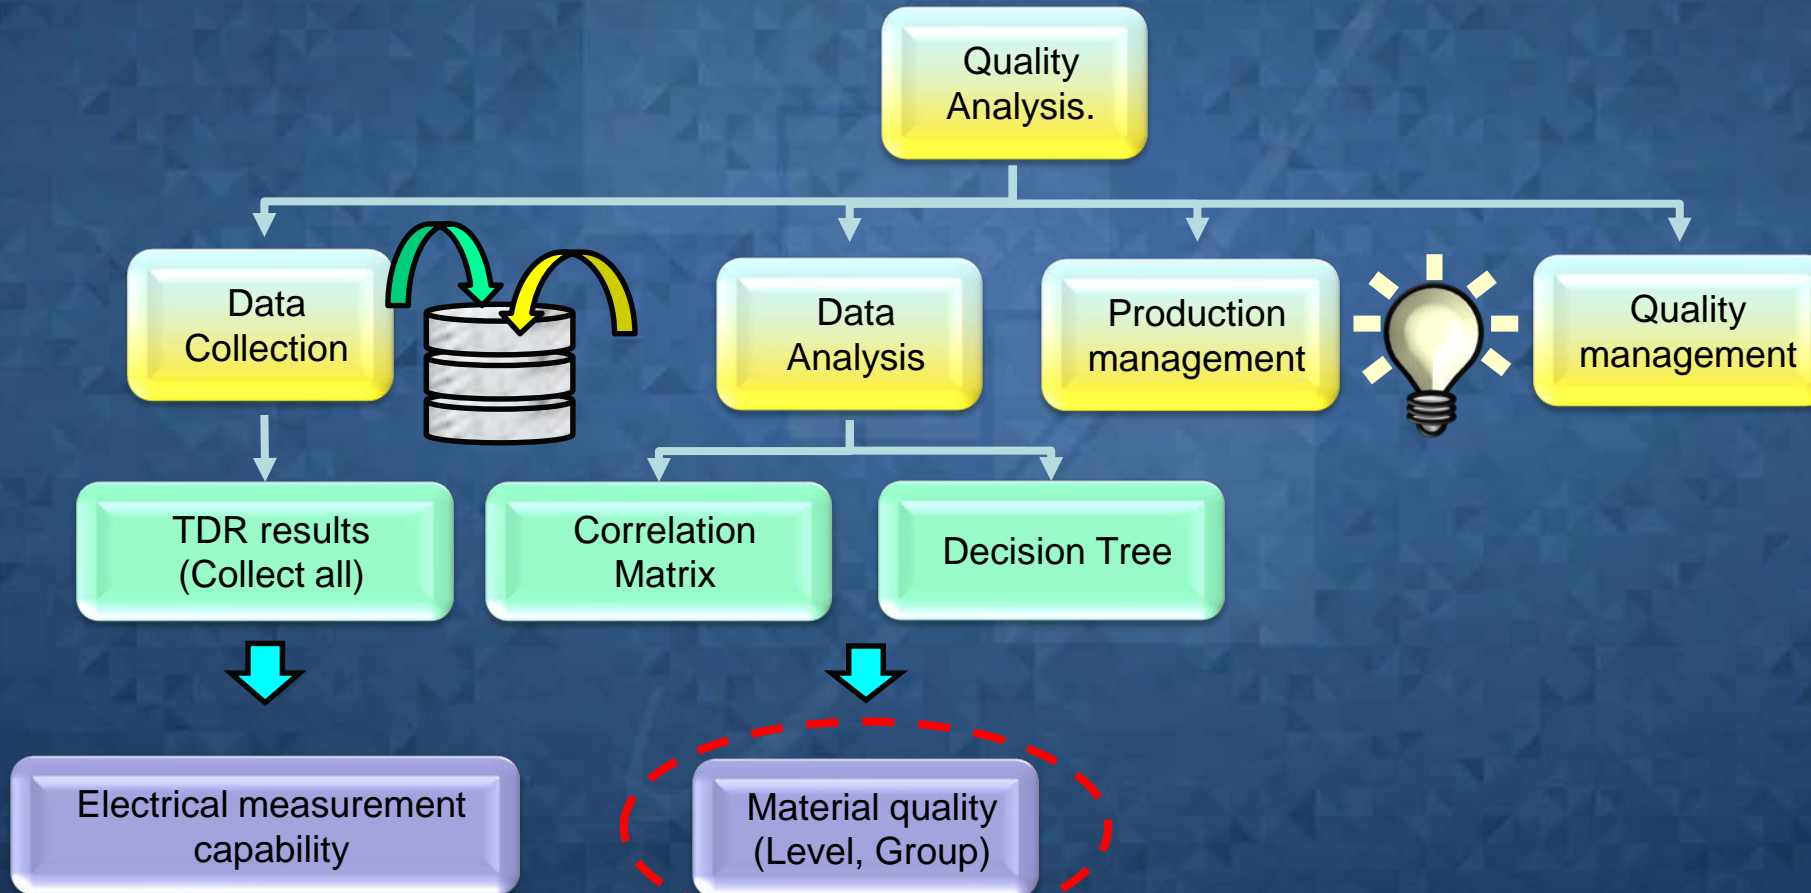 Quality
Analysis.
Data
Collection
Data
Analysis
Production
management
Quality
management
TDR results
(Collect all)
Correlation
Matrix
Decision Tree
Electrical measurement
capability
Material quality
(Level, Group)